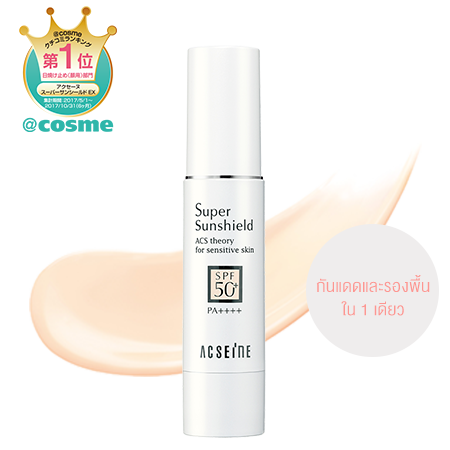 @cosme
クチコミランキング
第1位
日焼け止め(顔用)部門
アクセーヌ
スーパーサンシールドEX
集計期間 2017/5/1〜
2017/10/31(6ヶ月)
@cosme
Super
Sunshield
ACS theory
for sensitive skin
SPF
50+
PA++++
ACSEINE
กันแดดและรองพื้น
ใน 1 เดียว